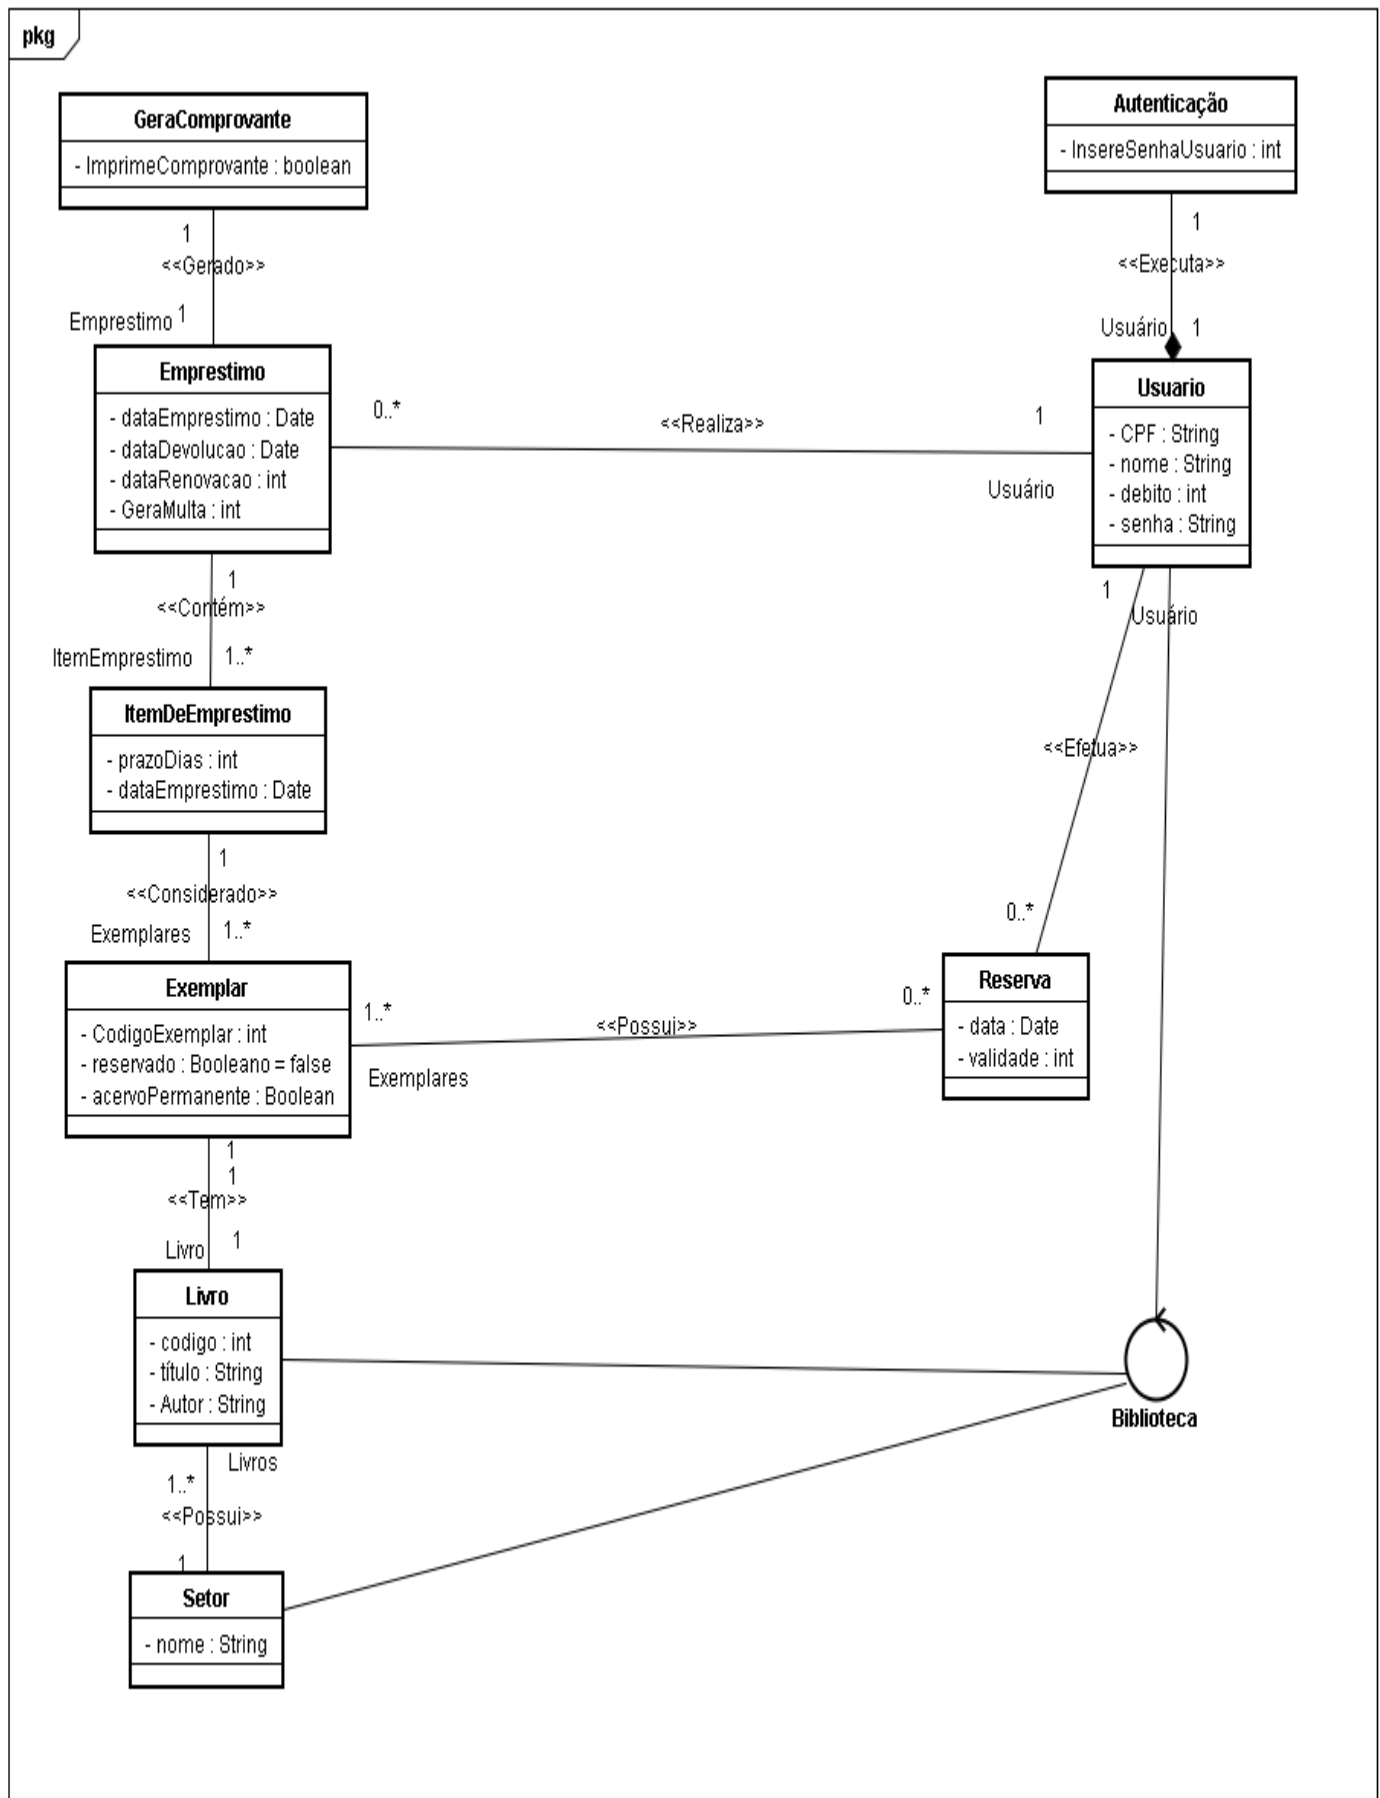 pkg
GeraComprovante
- ImprimeComprovante : boolean
Autenticação
- InsereSenhaUsuario : int
1
<<Gerado>>
Emprestimo
1
1
<<Executa>>
Usuário
1
Emprestimo
- dataEmprestimo : Date
- dataDevolucao : Date
- dataRenovacao : int
- GeraMulta : int
0..*
<<Realiza>>
1
Usuário
Usuario
- CPF : String
- nome : String
- debito : int
- senha : String
1
<<Contém>>
ItemEmprestimo
1..*
1
Usuário
ItemDeEmprestimo
- prazoDias : int
- dataEmprestimo : Date
<<Efetua>>
1
<<Considerado>>
Exemplares
1..*
0..*
Exemplar
- CodigoExemplar : int
- reservado : Booleano = false
- acervoPermanente : Boolean
1..*
<<Possui>>
0..*
Exemplares
Reserva
- data : Date
- validade : int
1
1
<<Tem>>
Livro
1
Livro
- codigo : int
- título : String
- Autor : String
Biblioteca
Livros
1..*
<<Possui>>
1
Setor
- nome : String